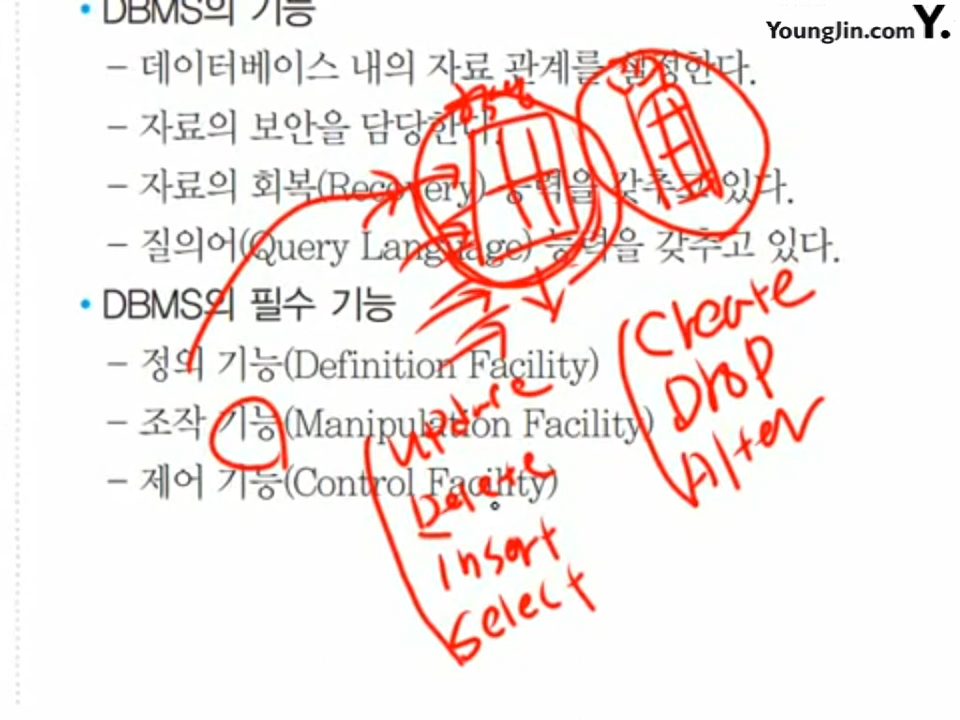 • DBMS의 기능
YoungJin.com Y.
– 데이터베이스 내의 자료 관계를 설정한다.
– 자료의 보안을 담당한다.
학생
– 자료의 회복(Recovery) 능력을 갖추고 있다.
– 질의어(Query Language) 능력을 갖추고 있다.
• DBMS의 필수 기능
– 정의 기능(Definition Facility)
– 조작 기능(Manipulation Facility)
– 제어 기능(Control Facility)
Create
Drop
Alter
Update
Delete
Insert
Select